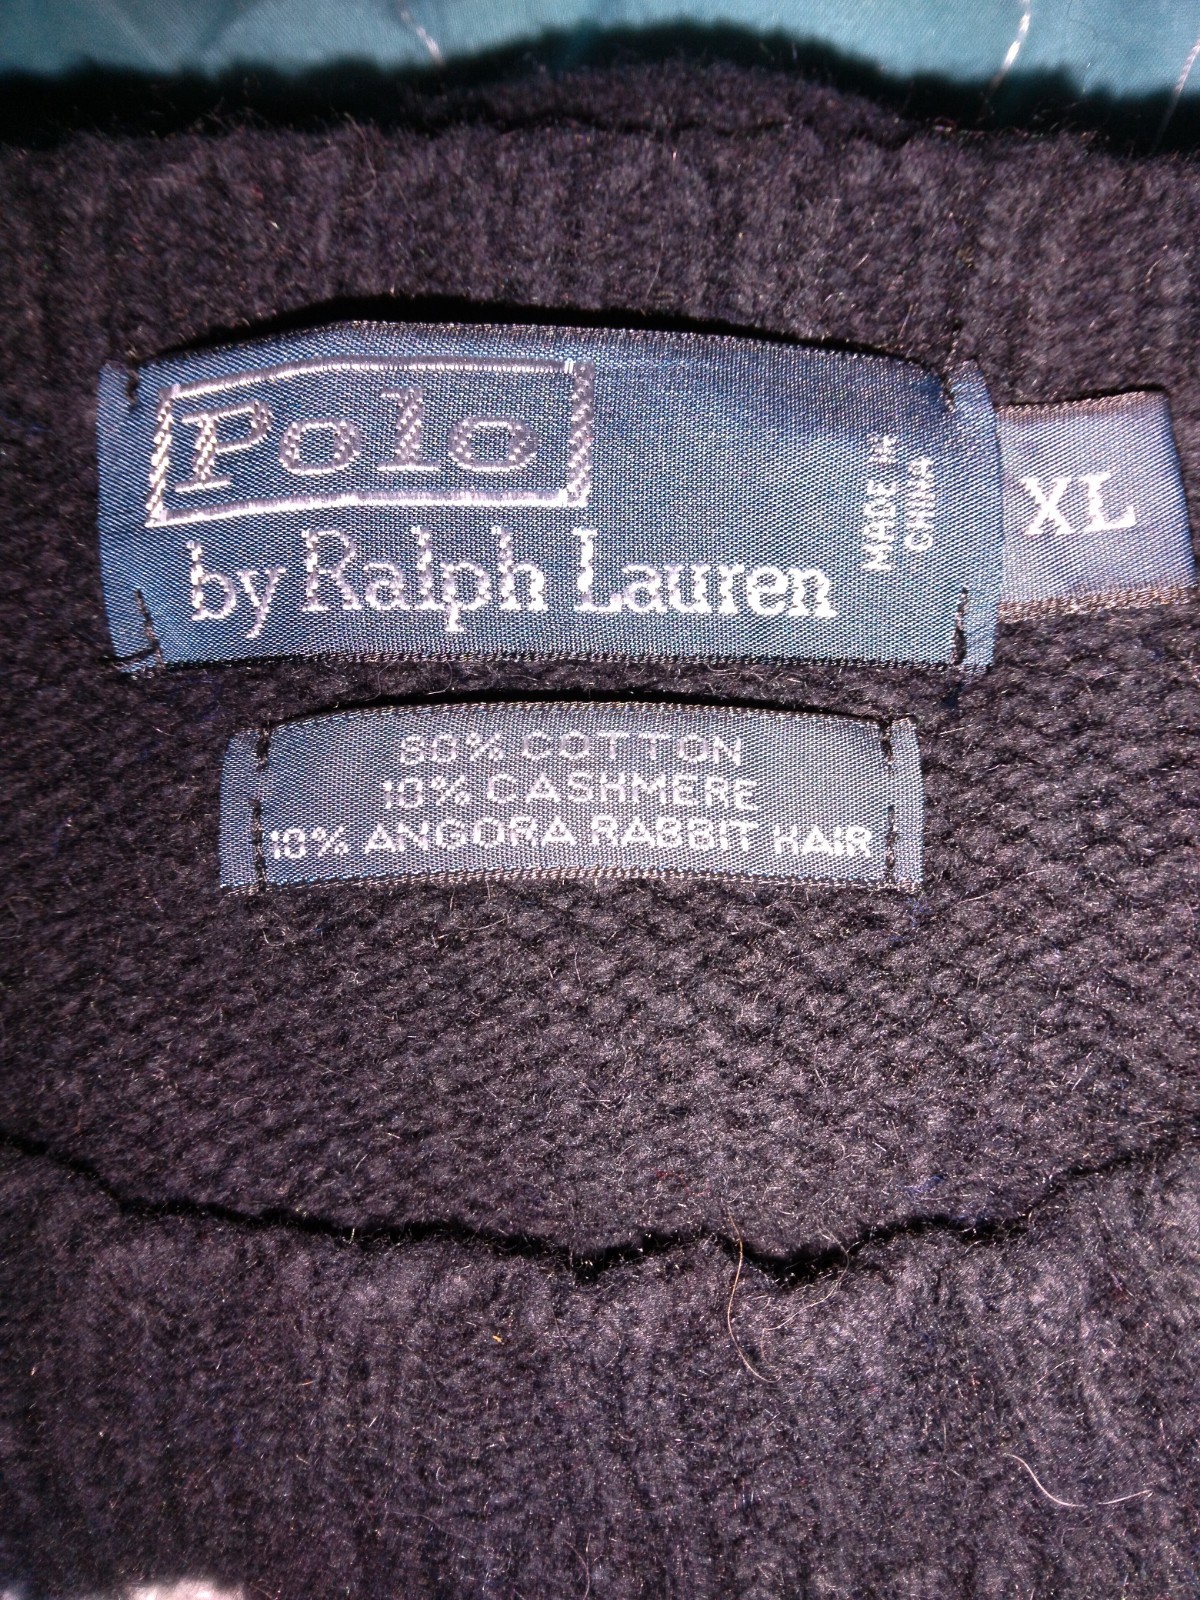 Polo
by Ralph Lauren
MADE IN
CHINA
XL
80% COTTON
10% CASHMERE
10% ANGORA RABBIT HAIR